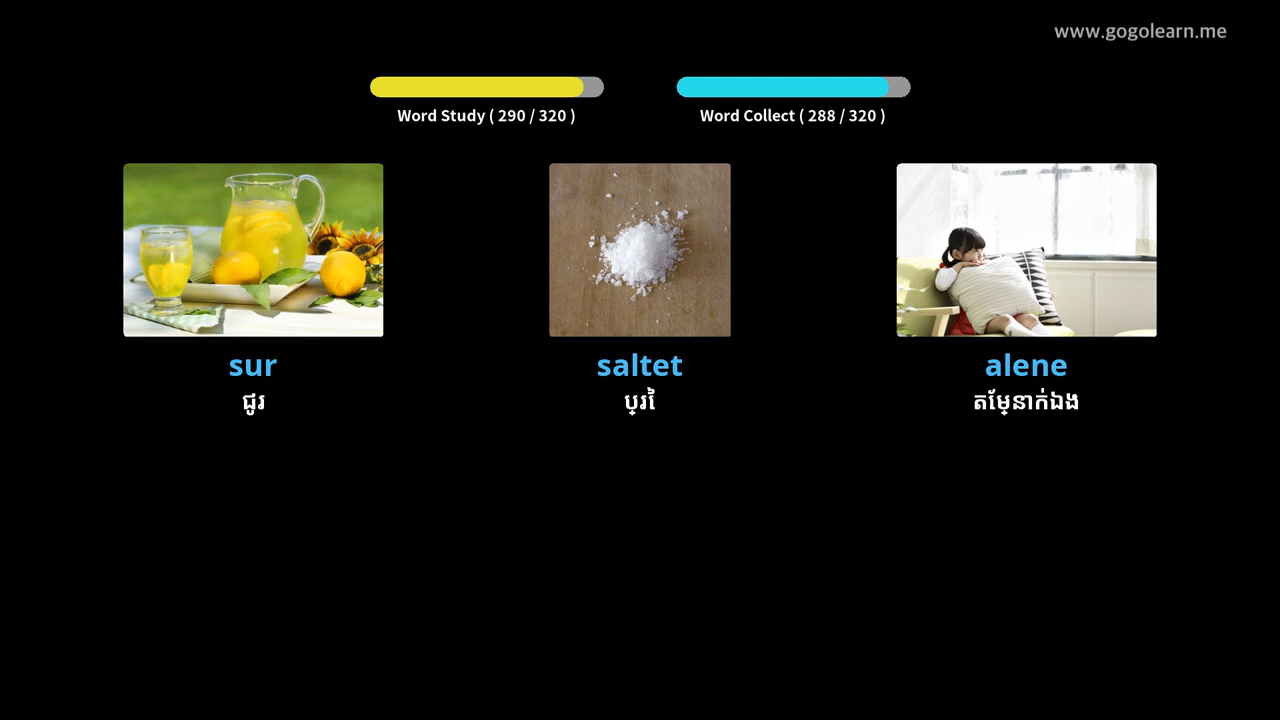 www.gogolearn.me
Word Study ( 290 / 320 )
Word Collect ( 288 / 320 )
sur
saltet
alene
ជូរ
ប្រៃ
តែម្នាក់ឯង